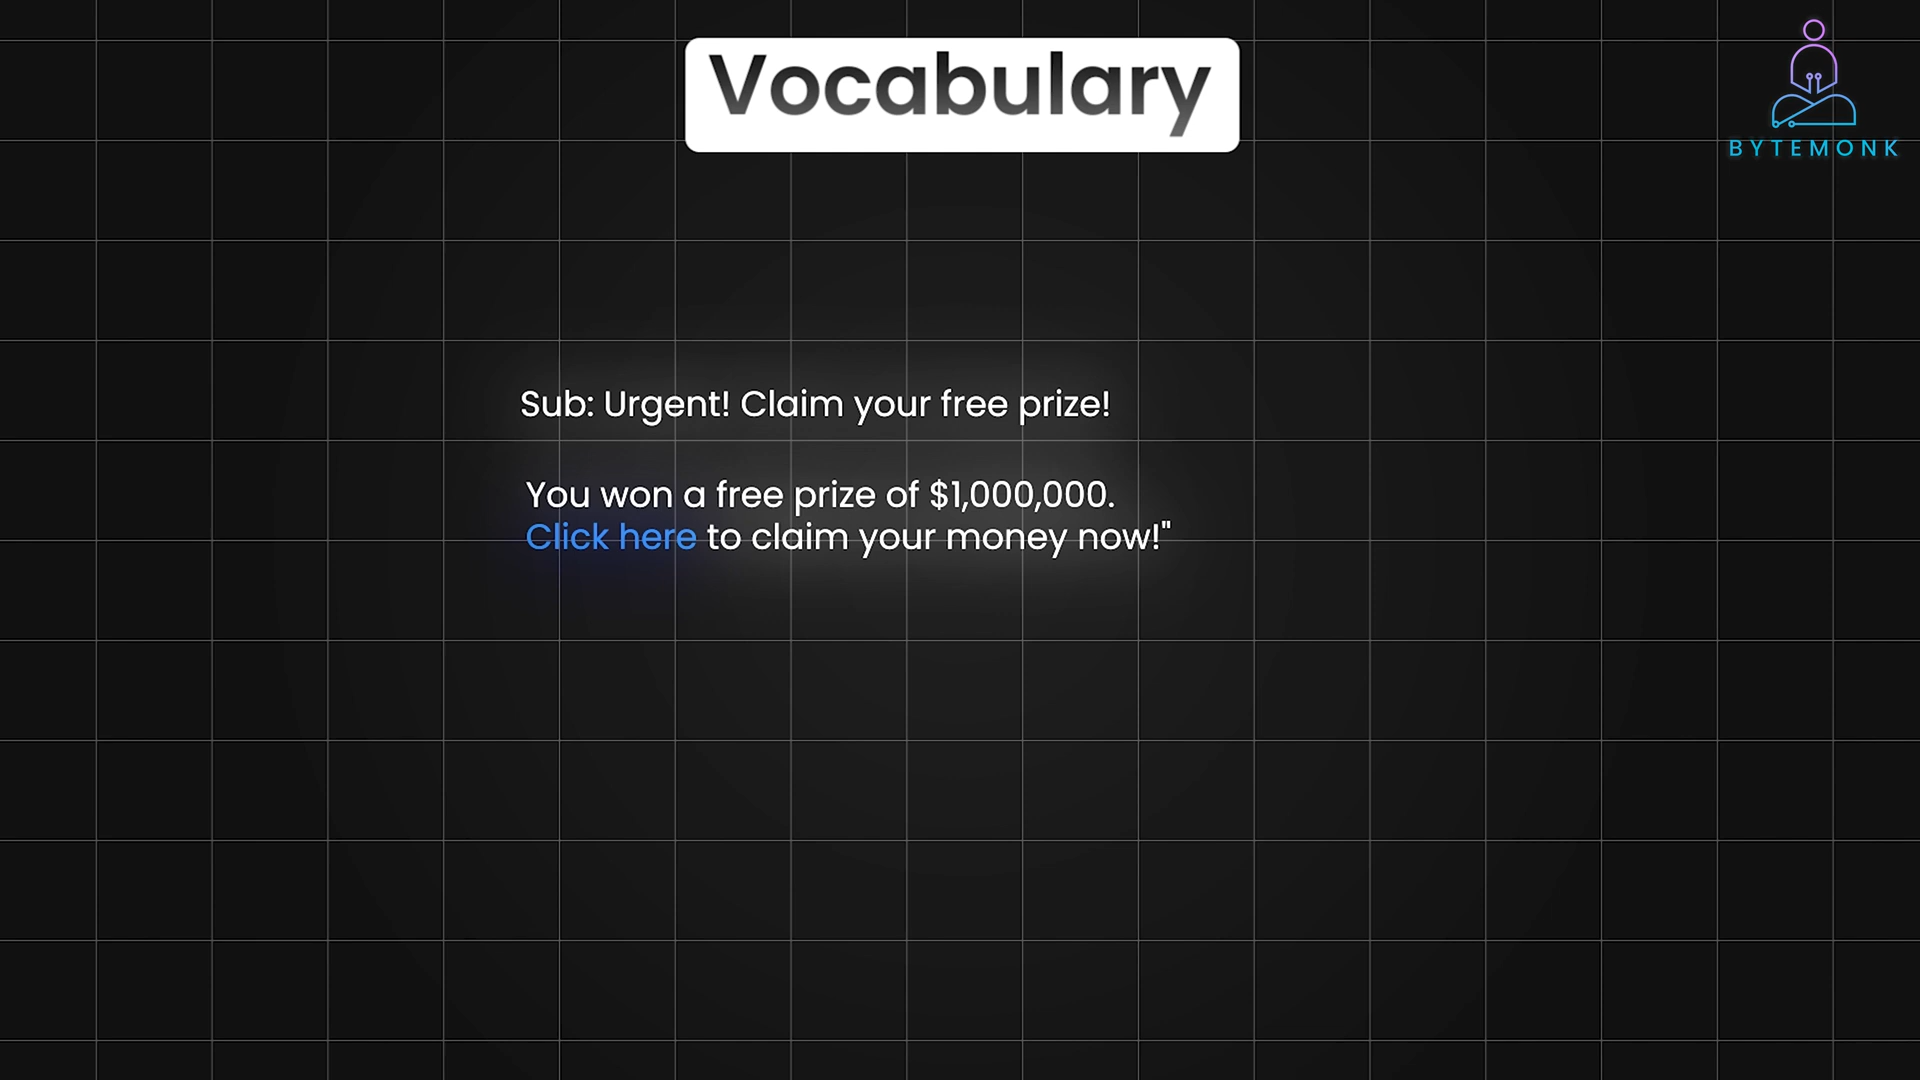 Vocabulary
BYTEMONK
Sub: Urgent! Claim your free prize!
You won a free prize of $1,000,000.
Click here to claim your money now!"